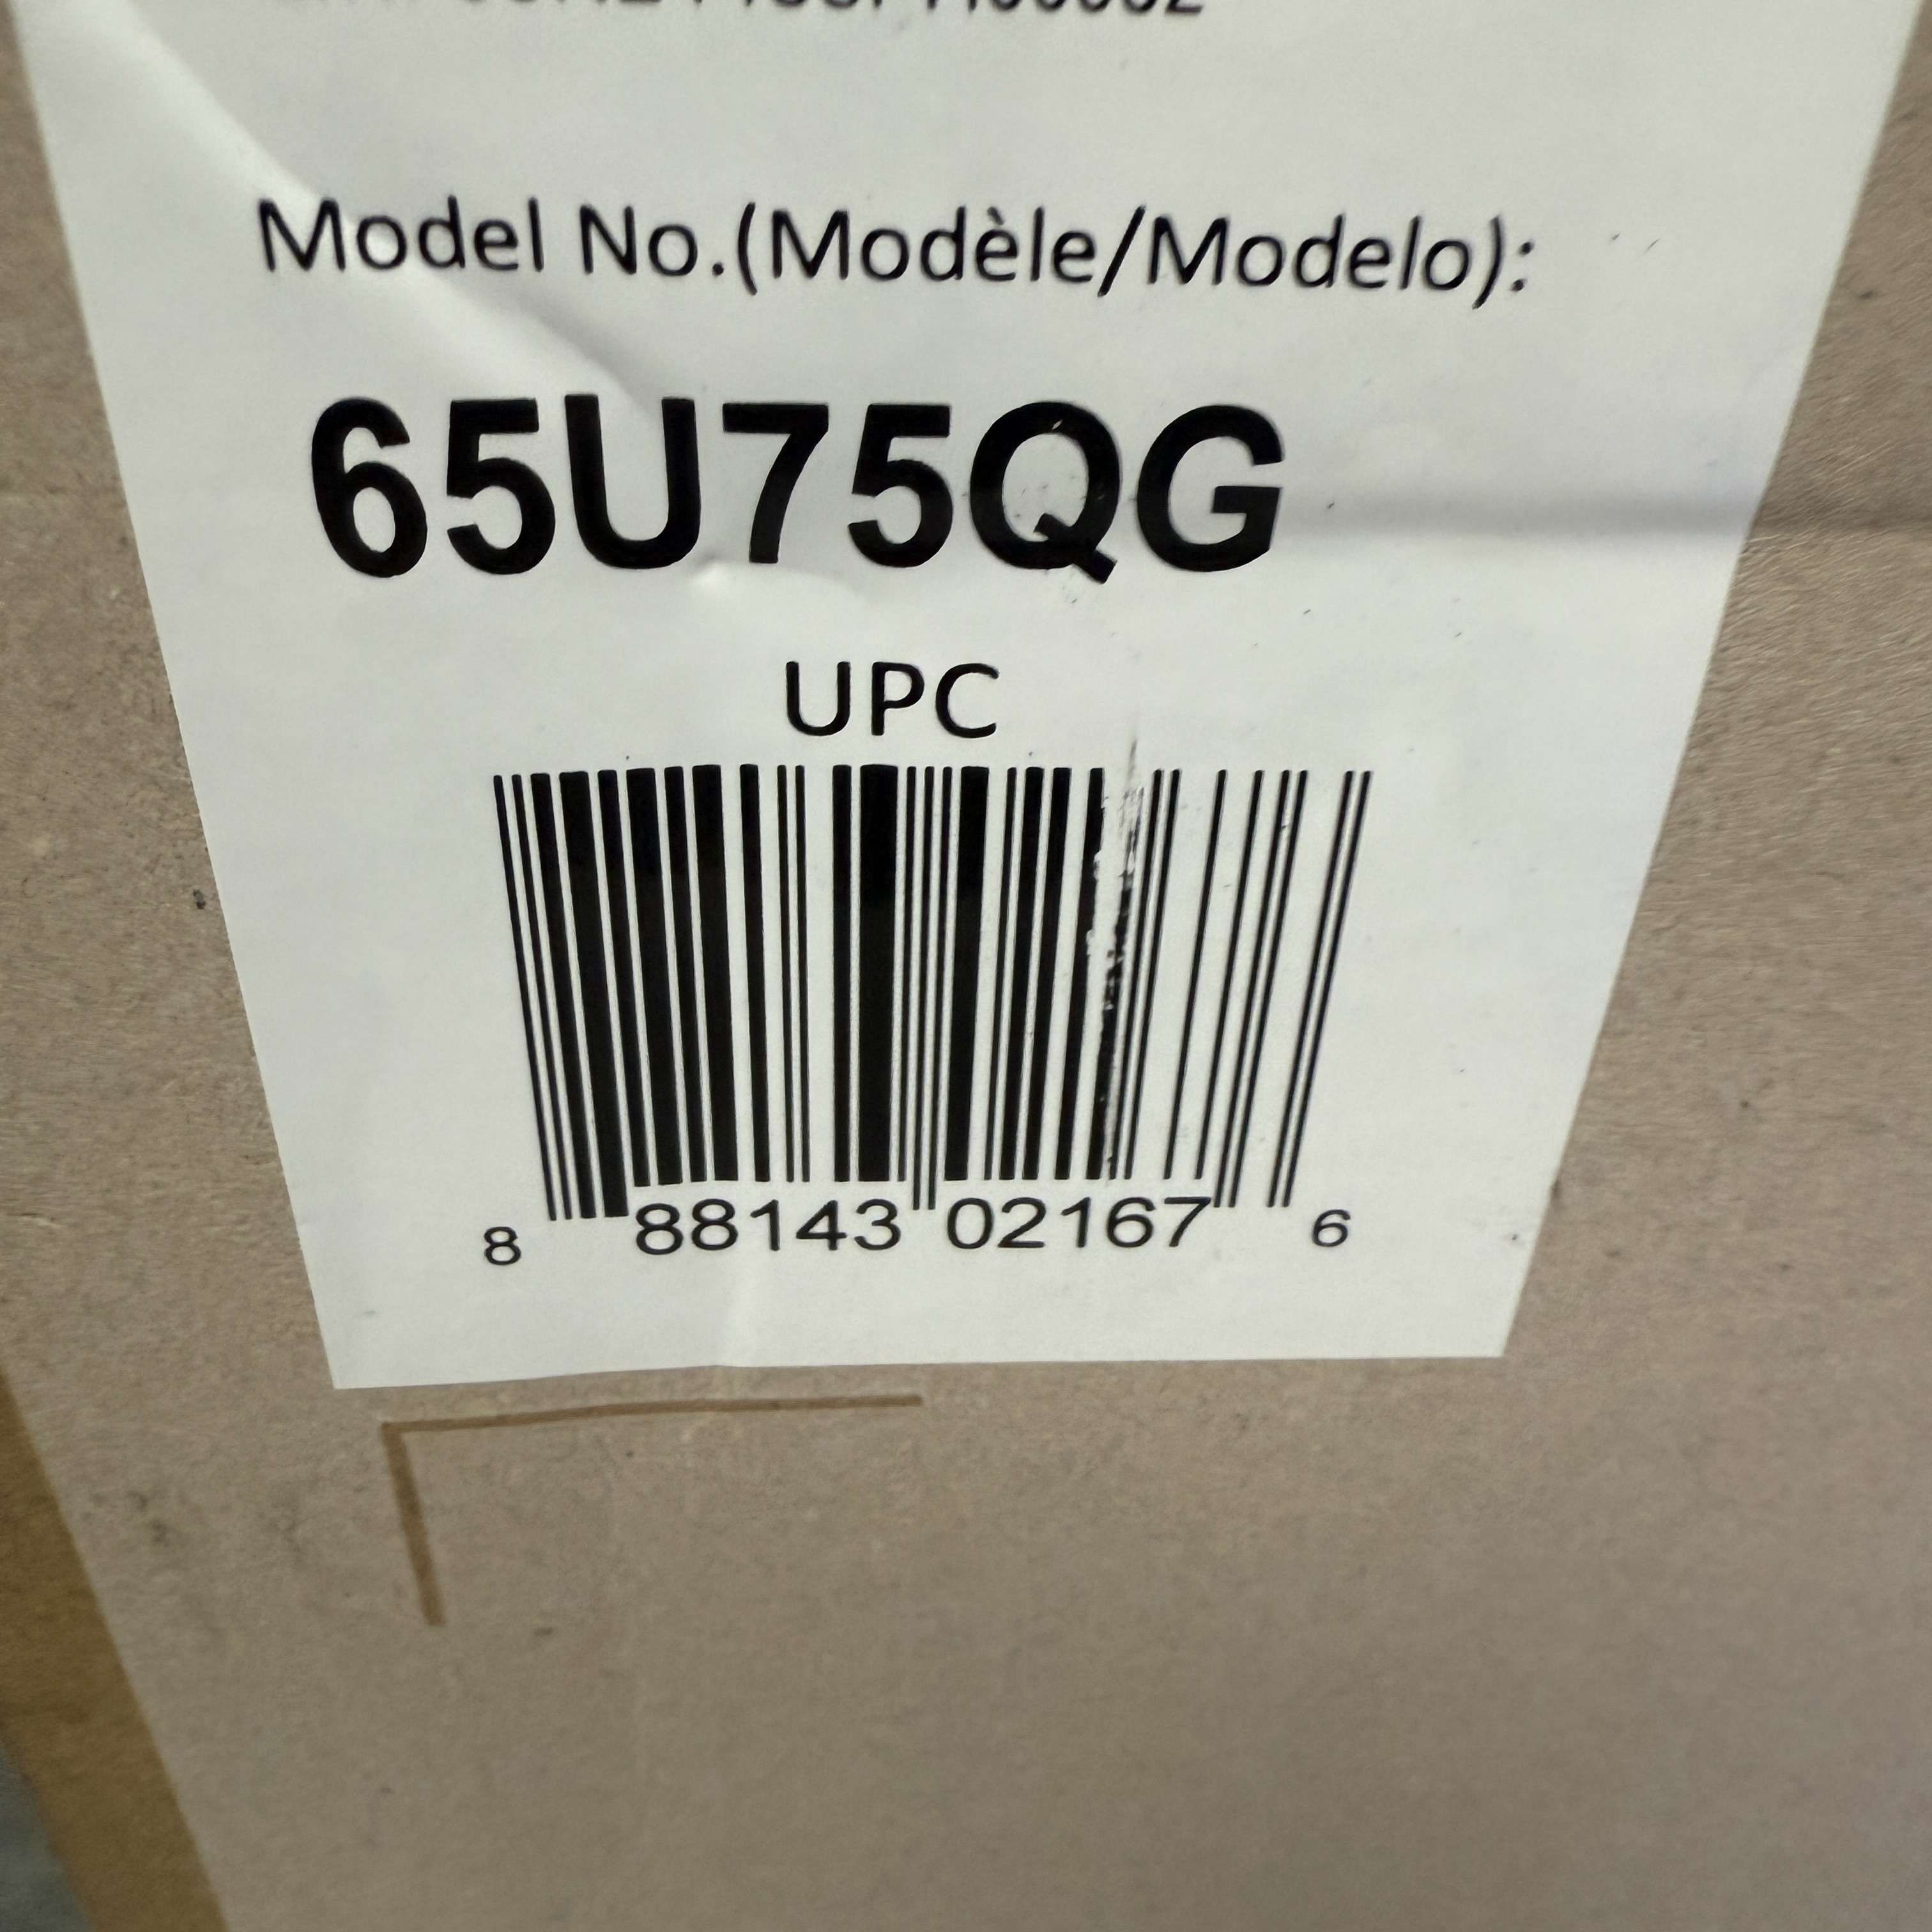 Model No.(Modèle/Modelo):
65U75QG
UPC
8 88143 02167 6